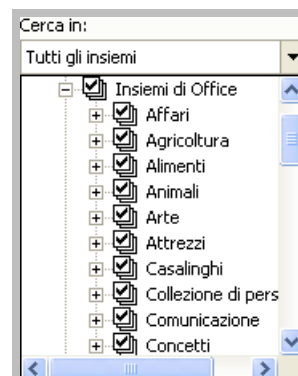 Cerca in:
Tutti gli insiemi
Insiemi di Office
Affari
Agricoltura
Alimenti
Animali
Arte
Attrezzi
Casalinghi
Collezione di pers
Comunicazione
Concetti